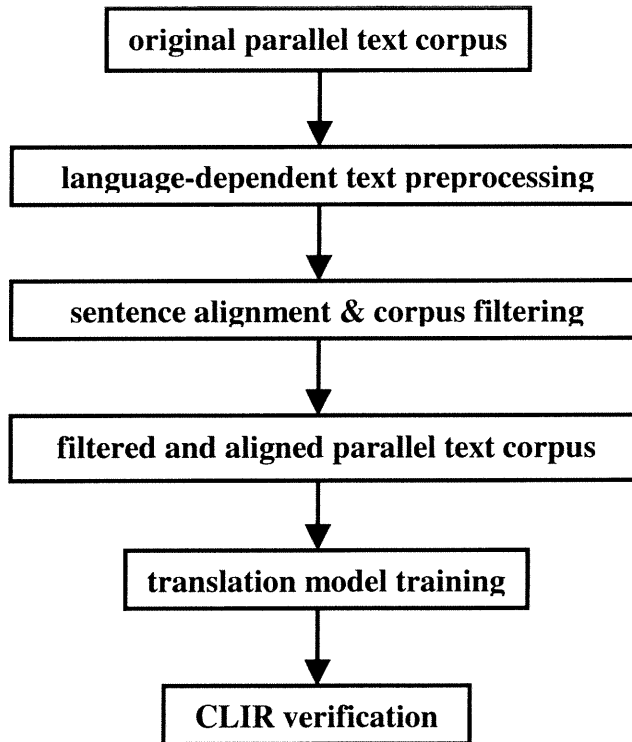 original parallel text corpus
language-dependent text preprocessing
sentence alignment & corpus filtering
filtered and aligned parallel text corpus
translation model training
CLIR verification